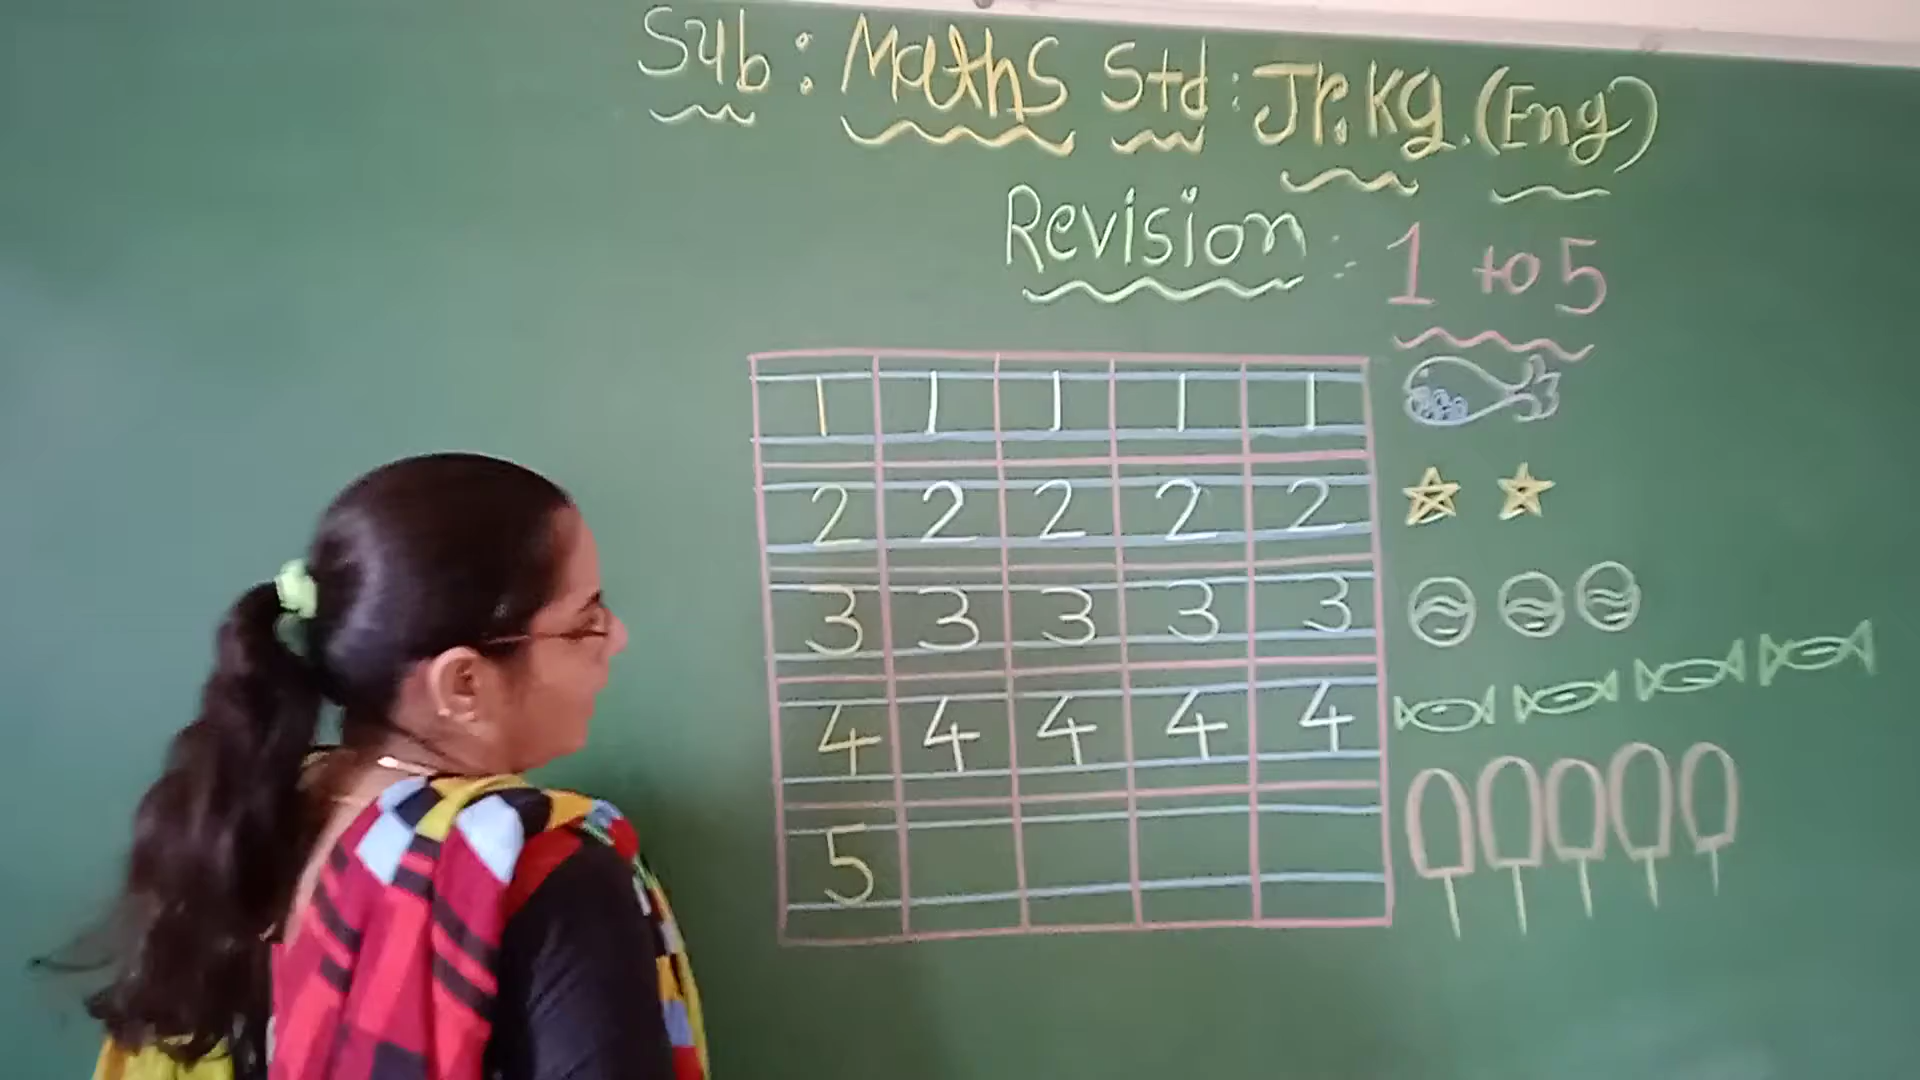 Sub : Maths Std : Jr. Kg. (Eng)
Revision : 1 to 5
1 1 1 1 1
2 2 2 2 2
3 3 3 3 3
4 4 4 4 4
5